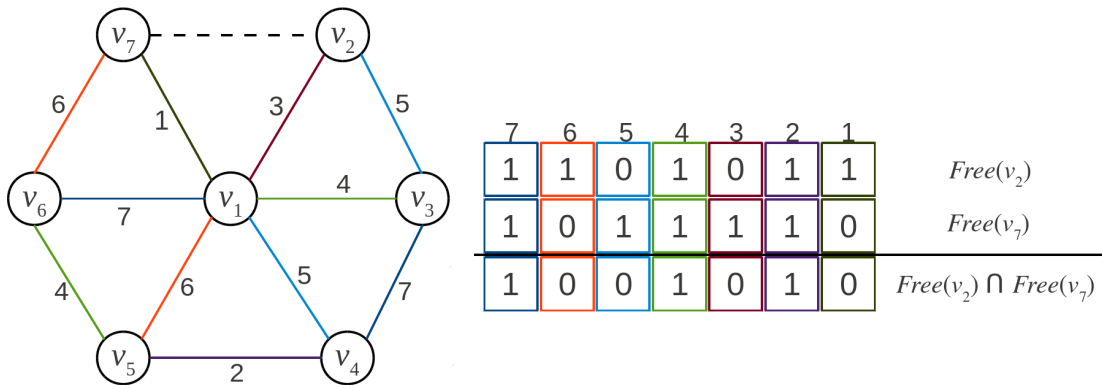 v7
v2
6
1
3
5
4
v6
7
v1
v3
4
6
5
7
v5
2
v4
7 6 5 4 3 2 1
1 1 0 1 0 1 1 Free(v2)
1 0 1 1 1 1 0 Free(v7)
1 0 0 1 0 1 0 Free(v2) ∩ Free(v7)